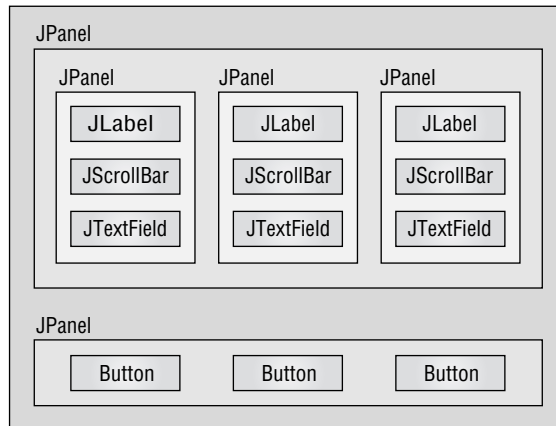 JPanel
JPanel JPanel JPanel
JLabel JLabel JLabel
JScrollBar JScrollBar JScrollBar
JTextField JTextField JTextField
JPanel
Button Button Button